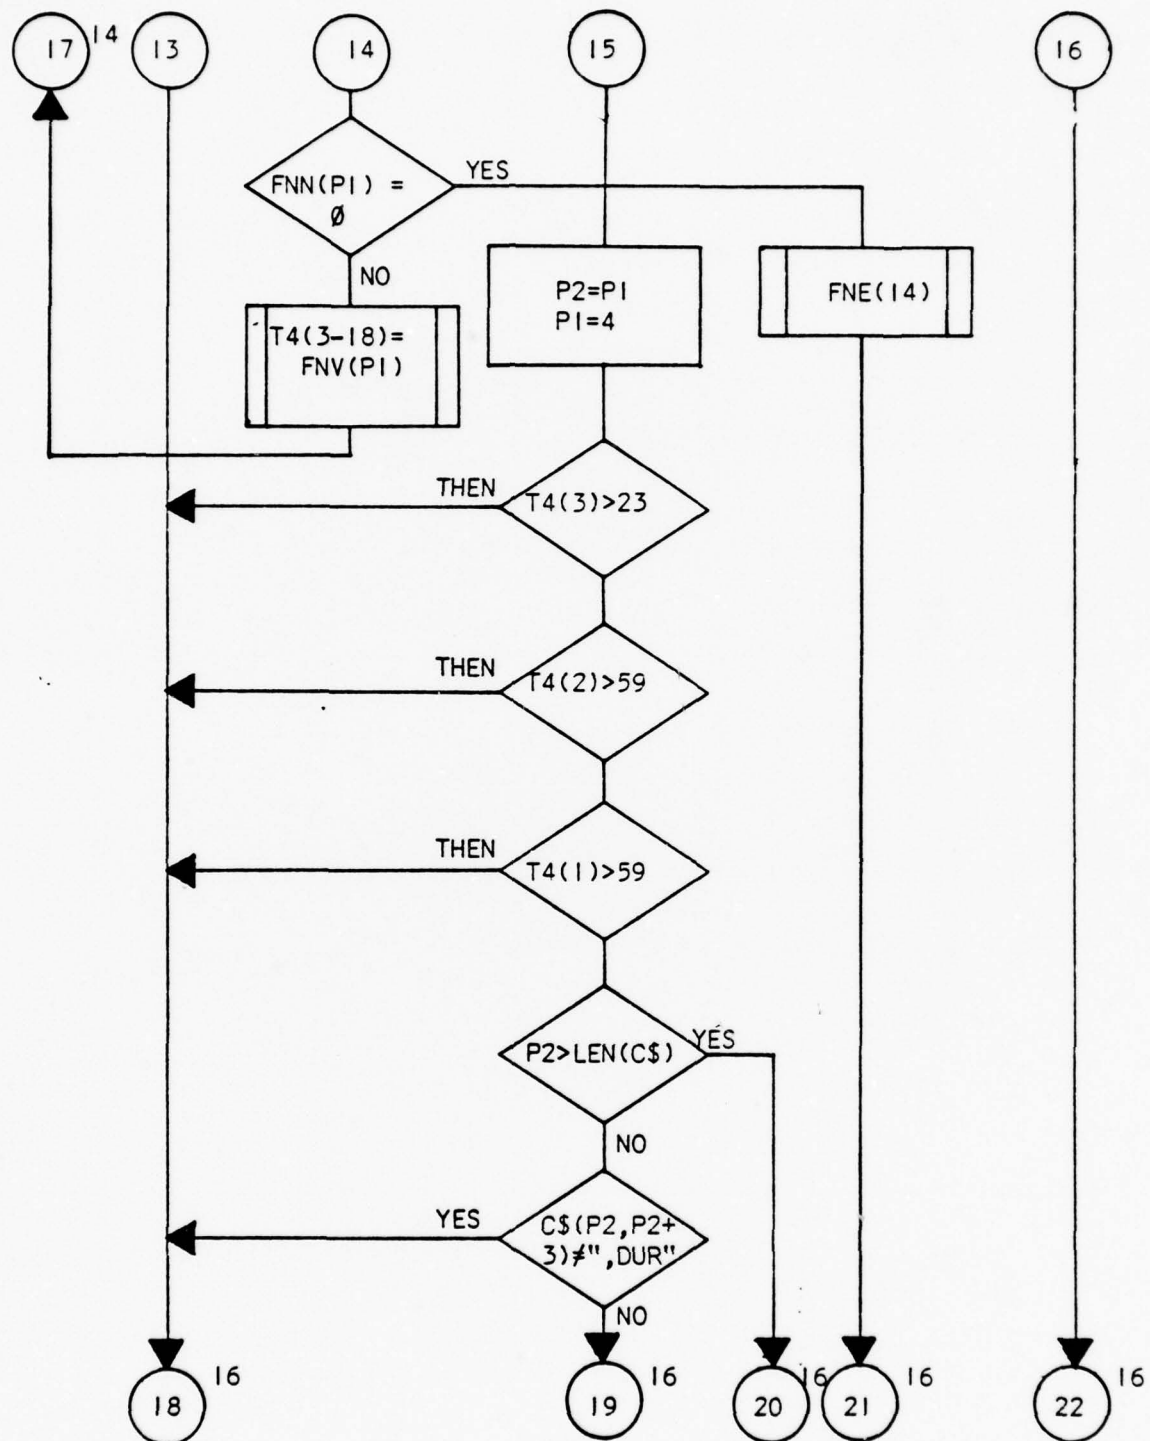 17 14 13 14 15 16
FNN(P1) =
0
YES
NO
T4(3-18)=
FNV(P1)
P2=P1
P1=4
FNE(14)
THEN T4(3)>23
THEN T4(2)>59
THEN T4(1)>59
P2>LEN(C$) YES
NO
YES C$(P2,P2+
3)≠",DUR"
NO
18 16 19 16 20 16 21 16 22 16